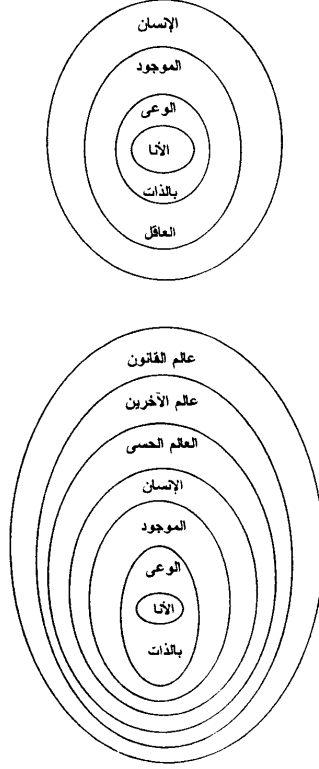 الإنسان
الموجود
الوعى
الأنا
بالذات
العاقل
عالم القانون
عالم الآخرين
العالم الحسى
الإنسان
الموجود
الوعى
الأنا
بالذات